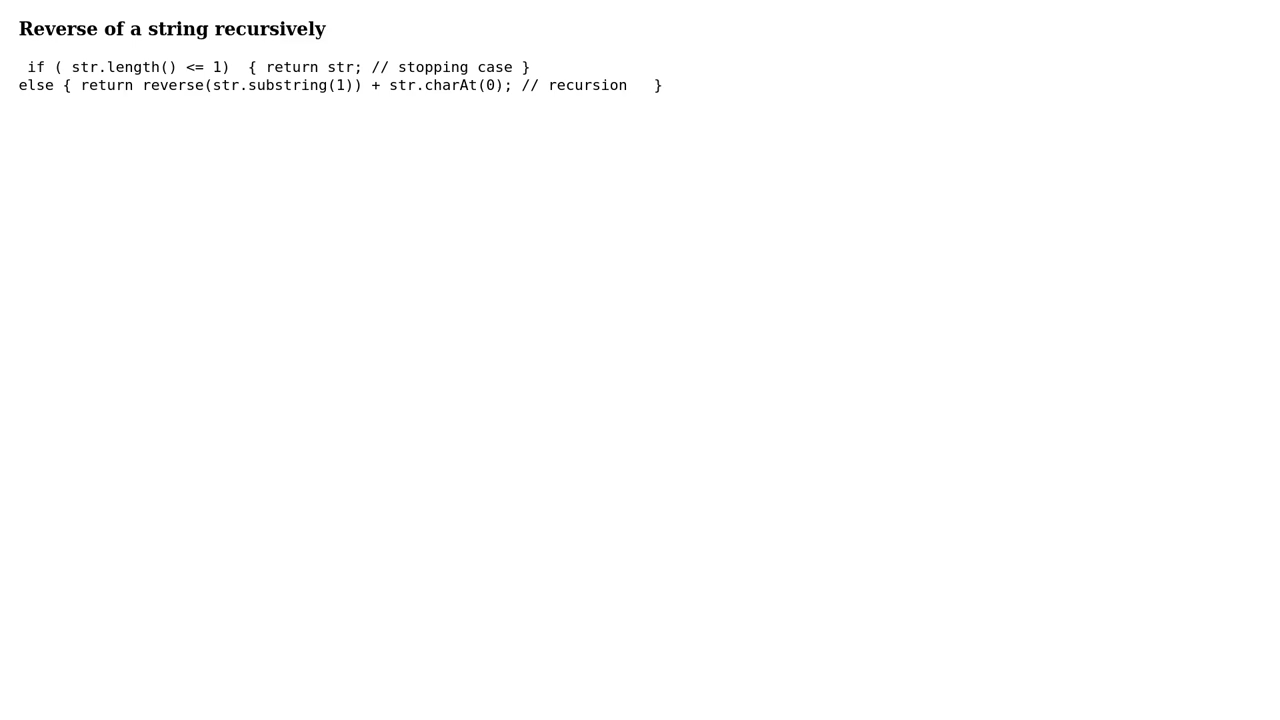 Reverse of a string recursively
 if ( str.length() <= 1)  { return str; // stopping case }
else { return reverse(str.substring(1)) + str.charAt(0); // recursion   }